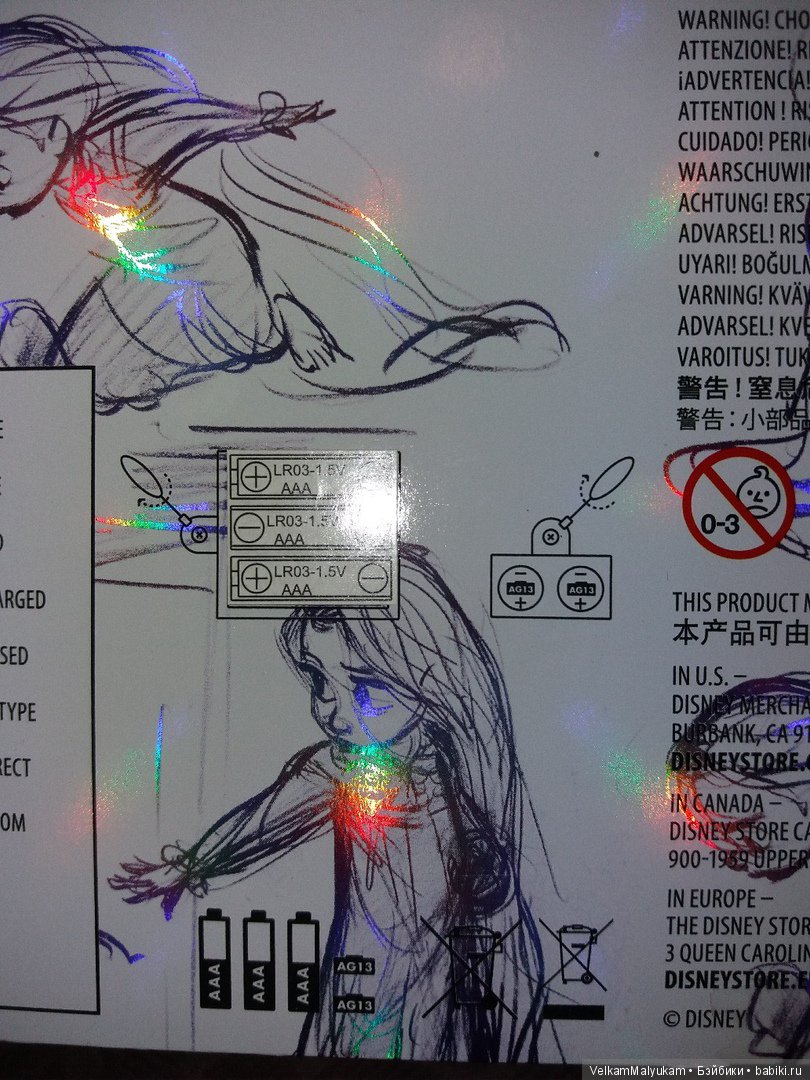 WARNING! CHO
ATTENZIONE! RI
¡ADVERTENCIA!
ATTENTION ! RI
CUIDADO! PERI
WAARSCHUWIN
ACHTUNG! ERST
ADVARSEL! RIS
UYARI! BOĞULM
VARNING! KVÄV
ADVARSEL! KVE
VAROITUS! TUK
警告！窒息
警告：小部品
0-3
THIS PRODUCT M
本产品可由
IN U.S. –
DISNEY MERCHA
BURBANK, CA 91
DISNEYSTORE.C
IN CANADA –
DISNEY STORE CA
900-1959 UPPER
IN EUROPE –
THE DISNEY STOR
3 QUEEN CAROLIN
DISNEYSTORE.E
© DISNEY
ARGED
SED
TYPE
RECT
OM
LR03-1.5V
AAA
LR03-1.5V
AAA
LR03-1.5V
AAA
AG13
AG13
AAA
AAA
AAA
AG13
AG13
VelkamMalyukam • Бэйбики • babiki.ru